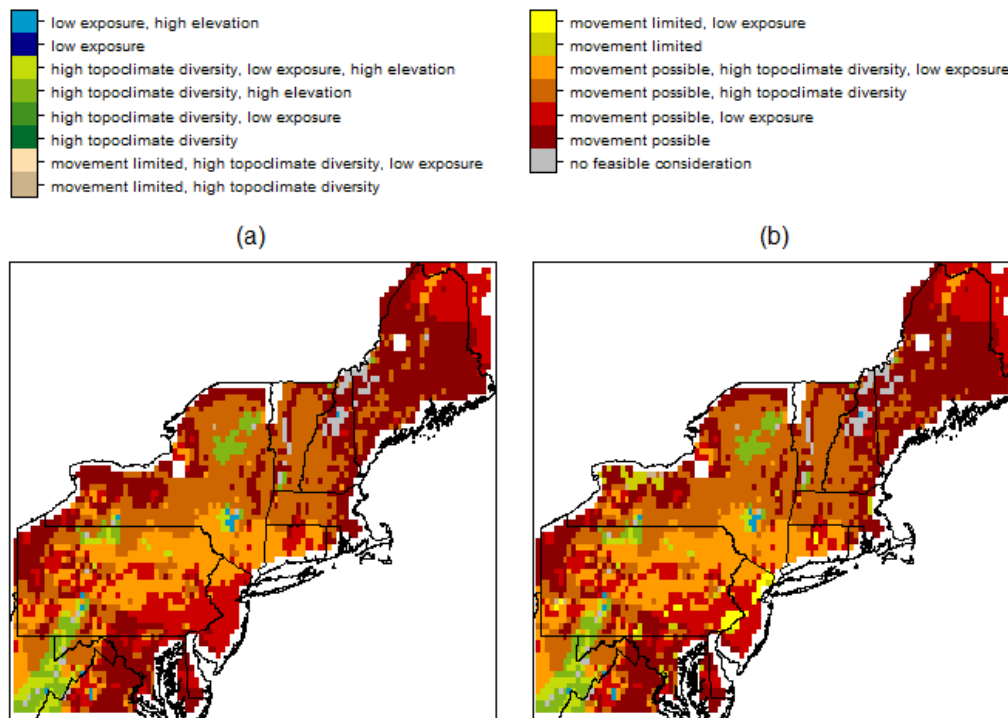 low exposure, high elevation
low exposure
high topoclimate diversity, low exposure, high elevation
high topoclimate diversity, high elevation
high topoclimate diversity, low exposure
high topoclimate diversity
movement limited, high topoclimate diversity, low exposure
movement limited, high topoclimate diversity
movement limited, low exposure
movement limited
movement possible, high topoclimate diversity, low exposure
movement possible, high topoclimate diversity
movement possible, low exposure
movement possible
no feasible consideration
(a)
(b)